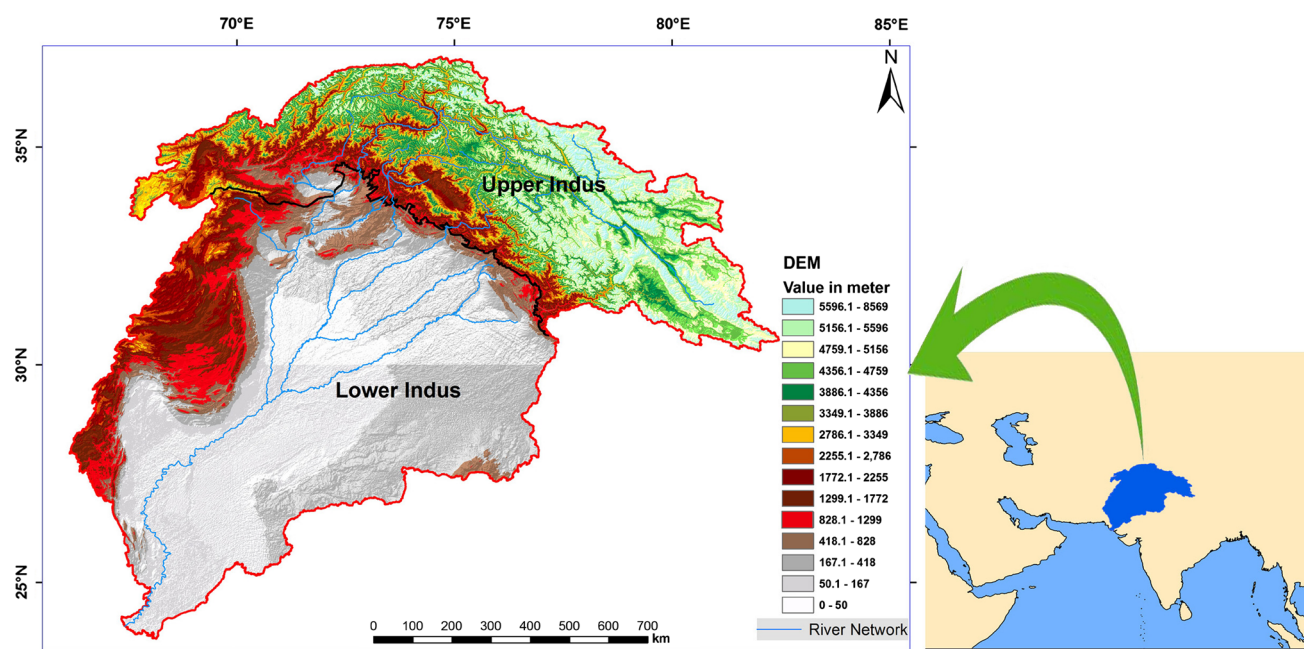 70°E
75°E
80°E
85°E
N
35°N
35°N
Upper Indus
DEM
Value in meter
5596.1 - 8569
5156.1 - 5596
4759.1 - 5156
4356.1 - 4759
3886.1 - 4356
3349.1 - 3886
2786.1 - 3349
2255.1 - 2,786
1772.1 - 2255
1299.1 - 1772
828.1 - 1299
418.1 - 828
167.1 - 418
50.1 - 167
0 - 50
River Network
30°N
30°N
Lower Indus
25°N
25°N
0 100 200 300 400 500 600 700
km